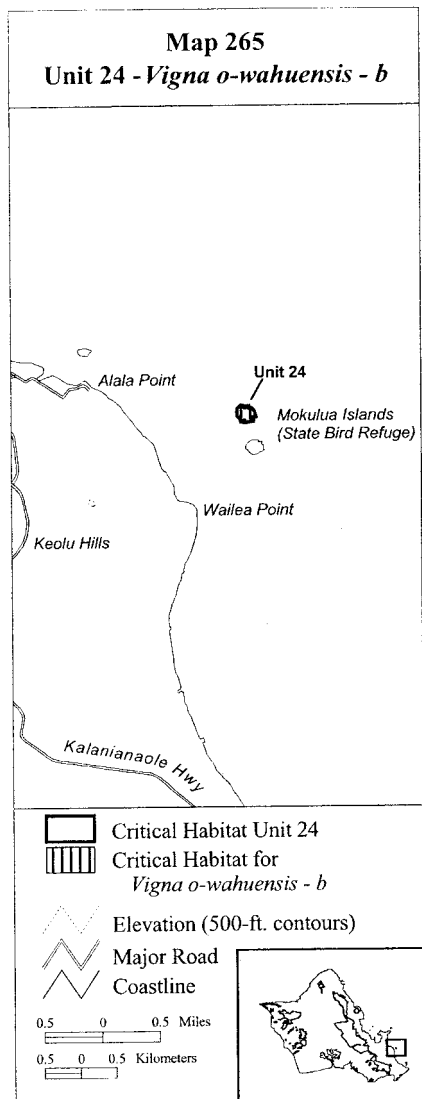 Map 265
Unit 24 - Vigna o-wahuensis - b
Unit 24
Alala Point
Mokulua Islands
(State Bird Refuge)
Wailea Point
Keolu Hills
Kalanianaole Hwy
Critical Habitat Unit 24
Critical Habitat for
Vigna o-wahuensis - b
Elevation (500-ft. contours)
Major Road
Coastline
0.5 0 0.5 Miles
0.5 0 0.5 Kilometers